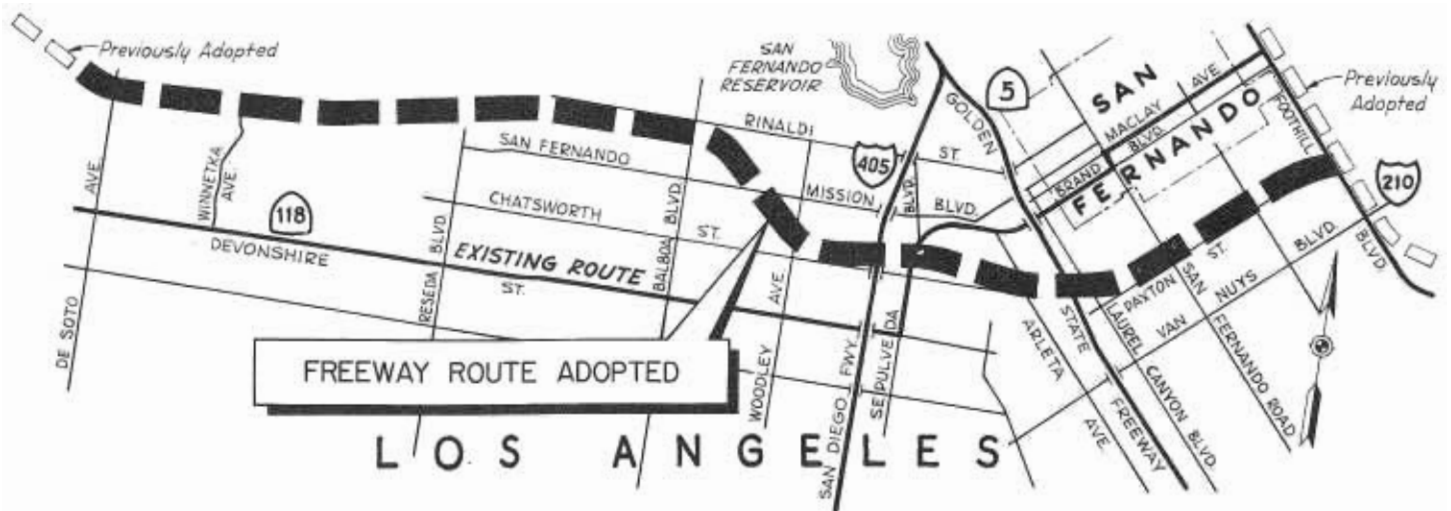 Previously Adopted
SAN
FERNANDO
RESERVOIR
RINALDI
ST.
SAN FERNANDO
MISSION
BLVD.
CHATSWORTH
ST.
118
DEVONSHIRE
ST.
EXISTING ROUTE
AVE.
DE SOTO
WINNETKA
AVE.
RESEDA BLVD.
BALBOA BLVD.
WOODLEY AVE.
405
SAN DIEGO FWY
SEPULVEDA
BLVD.
5
GOLDEN
STATE
FREEWAY
SAN
FERNANDO
MACLAY AVE.
BRAND BLVD.
FOOTHILL
BLVD.
Previously
Adopted
210
PAXTON ST.
VAN NUYS BLVD.
SAN
FERNANDO ROAD
LAUREL
CANYON BLVD.
ARLETA
AVE.
FREEWAY ROUTE ADOPTED
LOS ANGELES